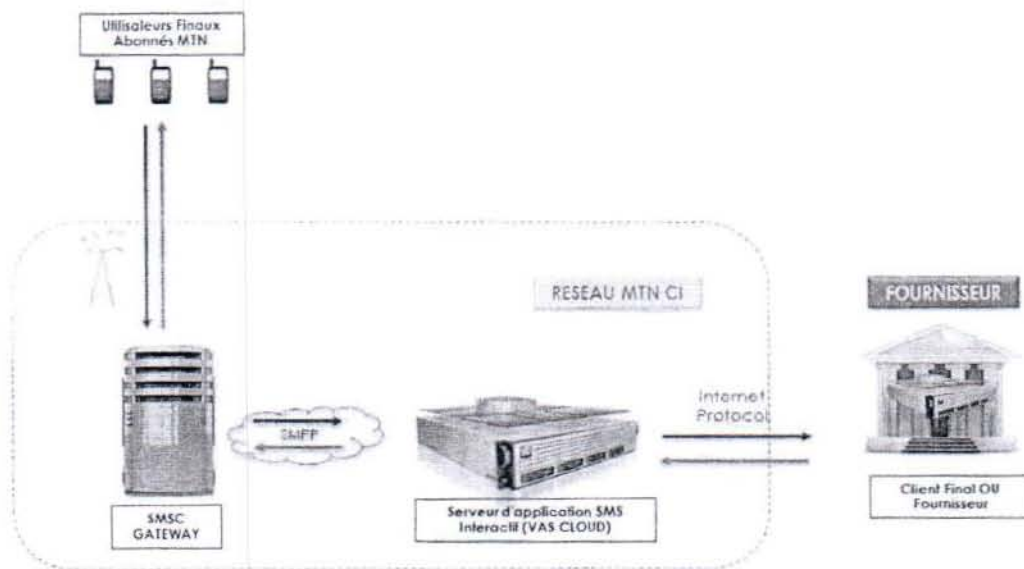 Utilisateurs Finaux
Abonnés MTN
RESEAU MTN CI
FOURNISSEUR
Internet
Protocol
SMPP
SMSC
GATEWAY
Serveur d'application SMS
Interactif (VAS CLOUD)
Client Final OU
Fournisseur